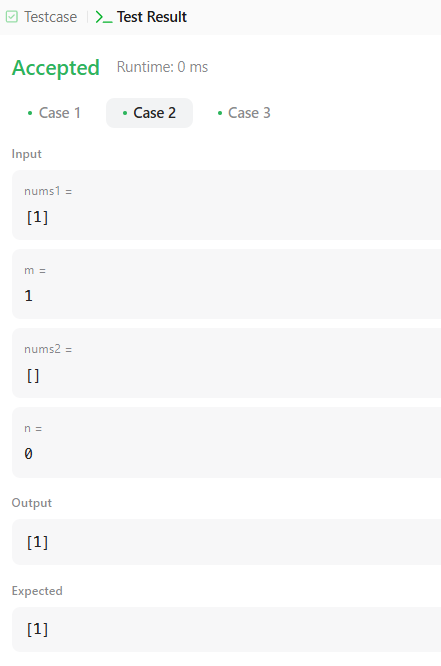 Testcase Test Result
Accepted Runtime: 0 ms
Case 1 Case 2 Case 3
Input
nums1 =
[1]
m =
1
nums2 =
[]
n =
0
Output
[1]
Expected
[1]